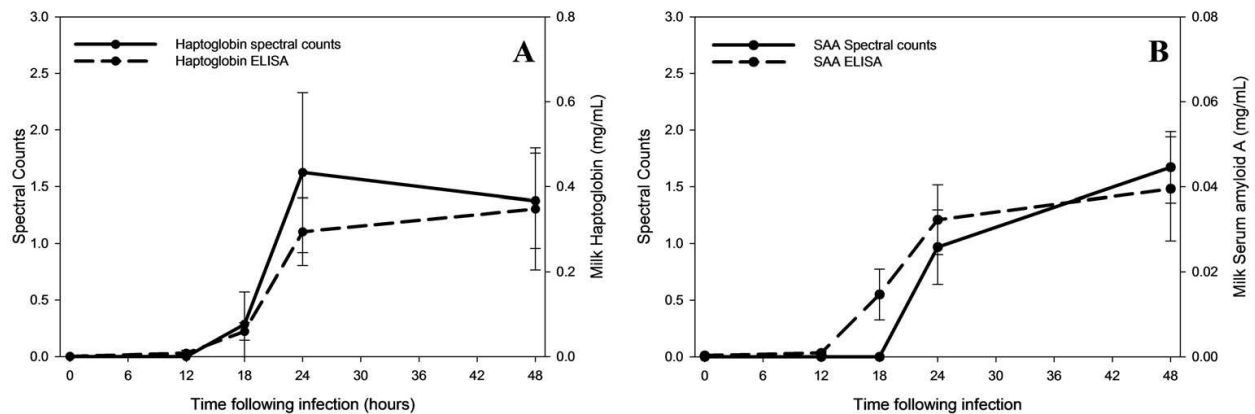 3.0
2.5
2.0
1.5
1.0
0.5
0.0
Spectral Counts
Haptoglobin spectral counts
Haptoglobin ELISA
A
0.8
0.6
0.4
0.2
0.0
Milk Haptoglobin (mg/mL)
0 6 12 18 24 30 36 42 48
Time following infection (hours)
3.0
2.5
2.0
1.5
1.0
0.5
0.0
Spectral Counts
SAA Spectral counts
SAA ELISA
B
0.08
0.06
0.04
0.02
0.00
Milk Serum amyloid A (mg/mL)
0 6 12 18 24 30 36 42 48
Time following infection